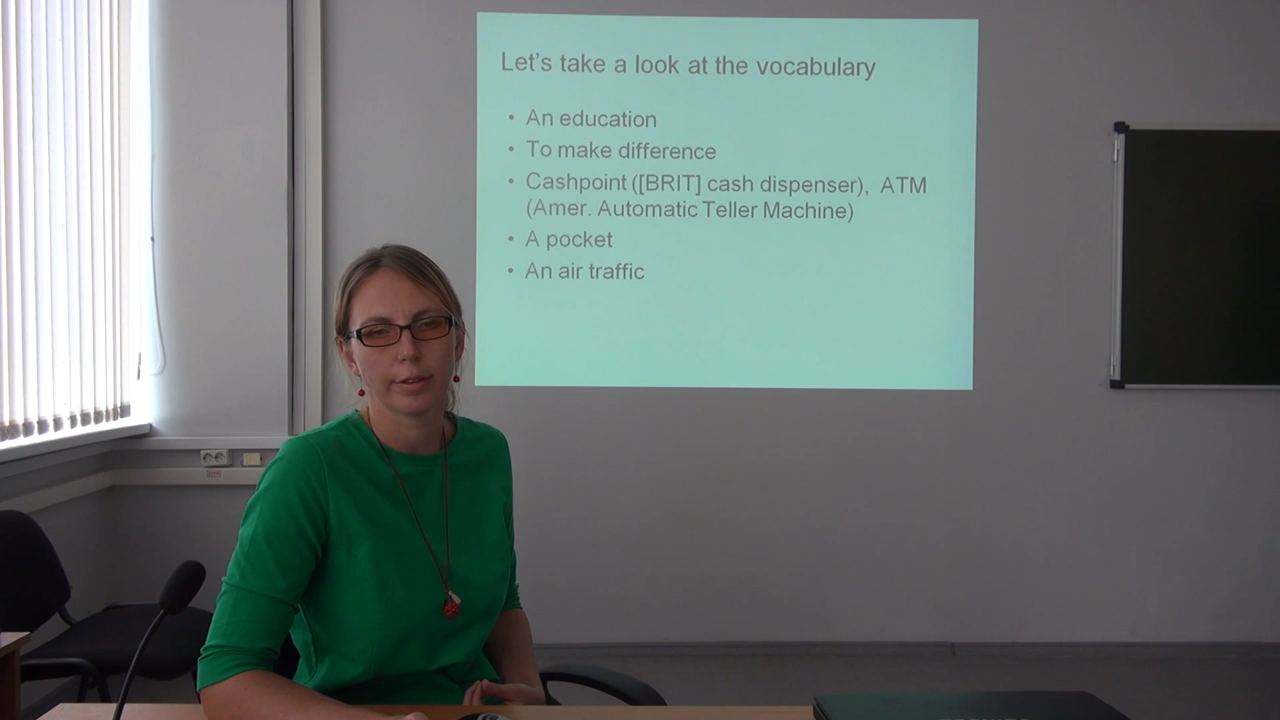 Let's take a look at the vocabulary
• An education
• To make difference
• Cashpoint ([BRIT] cash dispenser), ATM
(Amer. Automatic Teller Machine)
• A pocket
• An air traffic